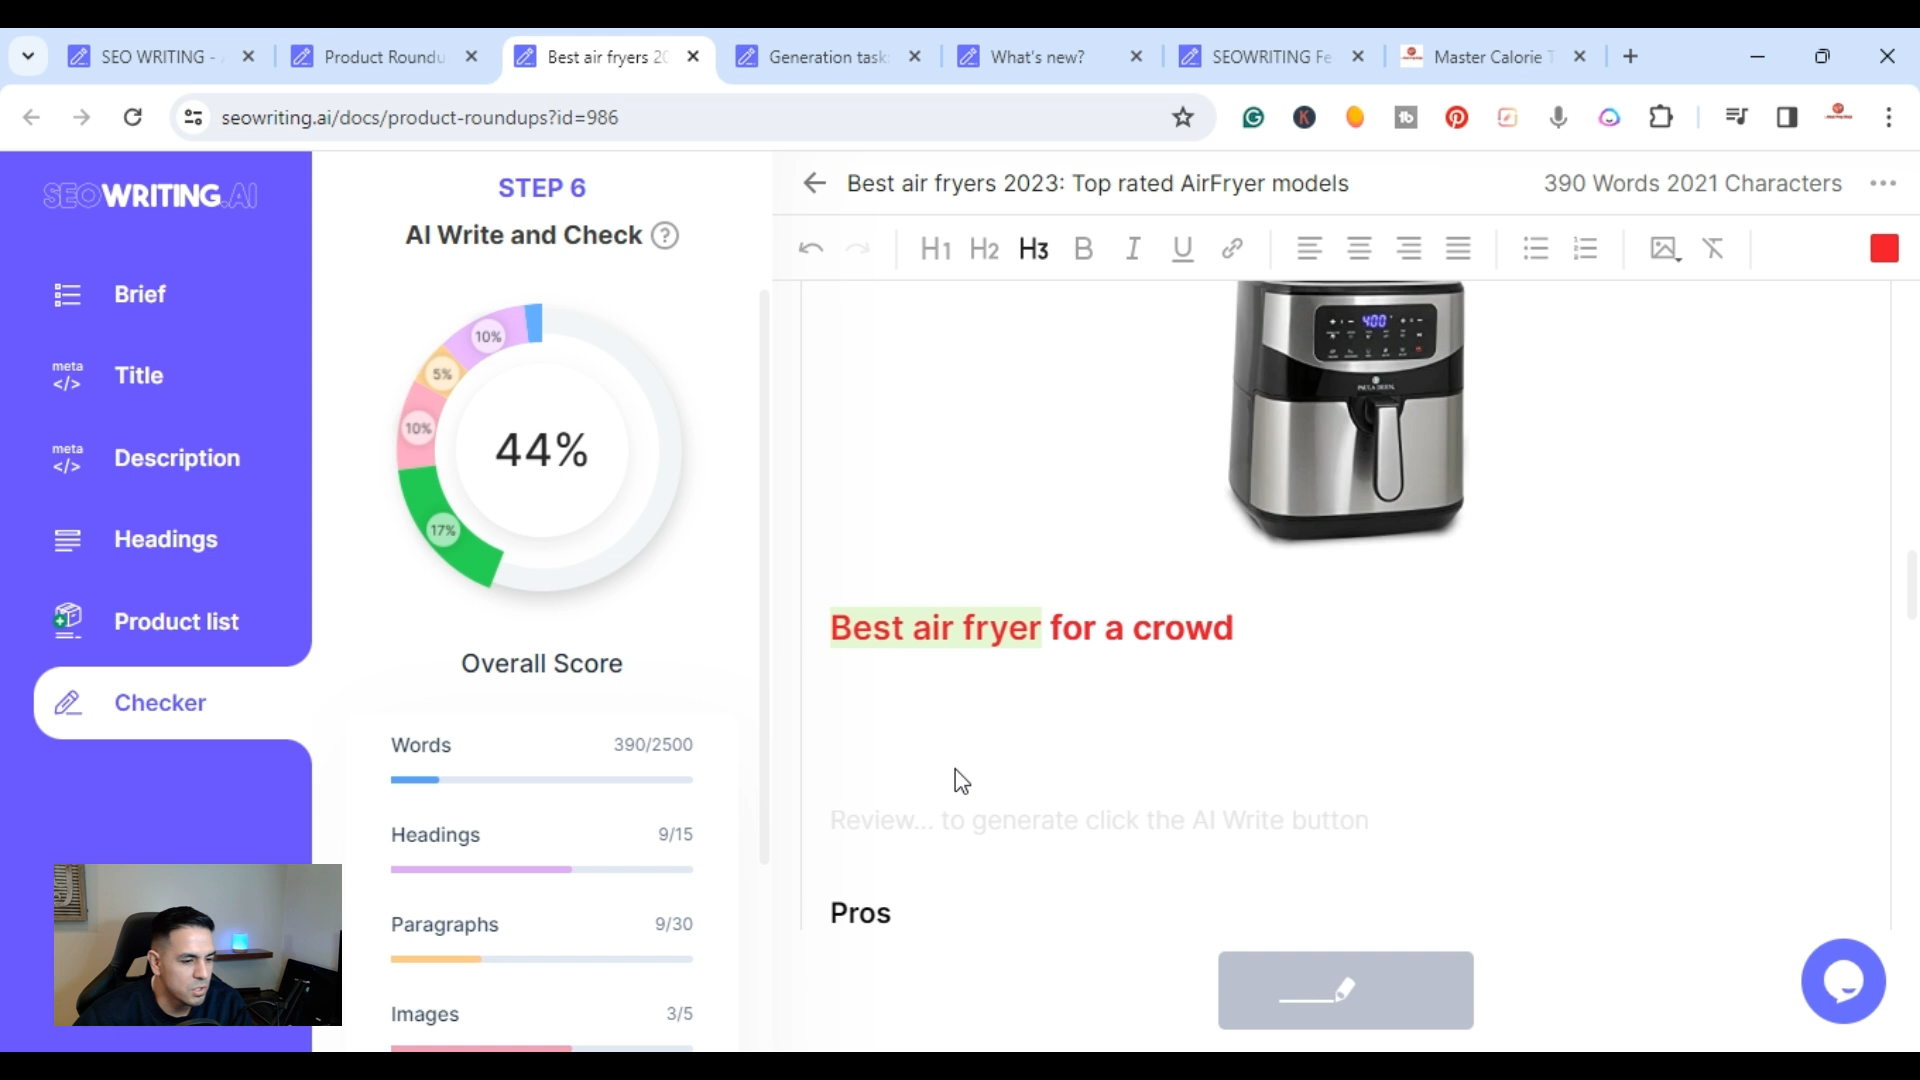 SEO WRITING -
Product Roundu
Best air fryers 20
Generation task
What's new?
SEOWRITING Fe
Master Calorie T
seowriting.ai/docs/product-roundups?id=986
SEOWRITING.AI
Brief
meta
</>
Title
meta
</>
Description
Headings
Product list
Checker
STEP 6
AI Write and Check ?
10%
5%
10%
17%
44%
Overall Score
Words 390/2500
Headings 9/15
Paragraphs 9/30
Images 3/5
Best air fryers 2023: Top rated AirFryer models
390 Words 2021 Characters
H1 H2 H3 B I U
400
PAULA DEEN
Best air fryer for a crowd
Review... to generate click the AI Write button
Pros